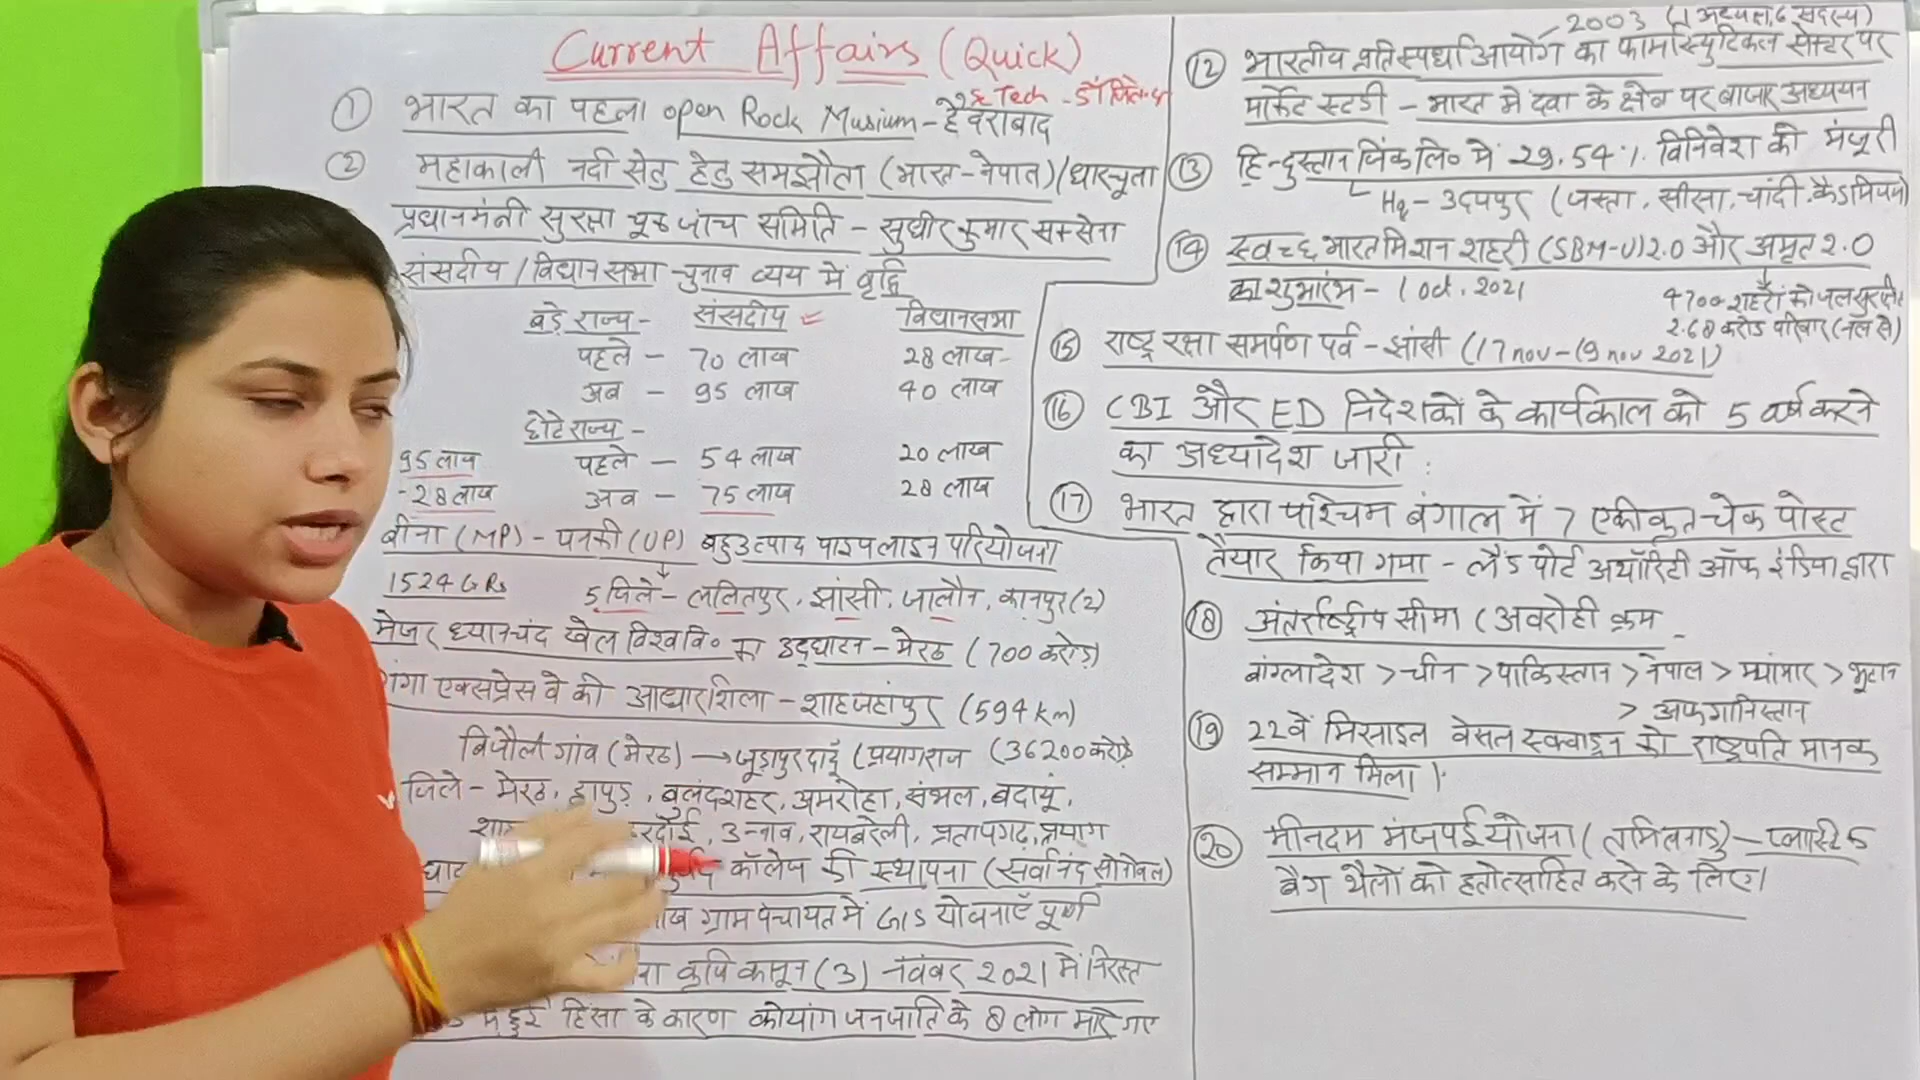 Current Affairs (Quick)
① भारत का पहला open Rock Musium - हैदराबाद
② महाकाली नदी सेतु हेतु समझौता (भारत-नेपाल)/धारचूला
प्रधानमंत्री सुरक्षा चूक जांच समिति - सुधीर कुमार सक्सेना
संसदीय / विधानसभा चुनाव व्यय में वृद्धि
बड़े राज्य - संसदीय विधानसभा
पहले - 70 लाख 28 लाख -
अब - 95 लाख 40 लाख
छोटे राज्य -
95 लाख पहले - 54 लाख 20 लाख
- 28 लाख अब - 75 लाख 28 लाख
बीना (MP) - पनकी (UP) बहुउत्पाद पाइपलाइन परियोजना
1524 GRs 5 जिले - ललितपुर, झांसी, जालौन, कानपुर (2)
मेजर ध्यानचंद खेल विश्ववि० का उद्घाटन - मेरठ (700 करोड़)
गंगा एक्सप्रेस वे की आधारशिला - शाहजहांपुर (594 km)
बिजौली गांव (मेरठ) → जूडापुर दादूँ (प्रयागराज (36200 करोड़
जिले - मेरठ, हापुड़, बुलंदशहर, अमरोहा, संभल, बदायूं,
उन्नाव, रायबरेली, प्रतापगढ़, प्रयाग
कॉलेज की स्थापना (सर्वानंद सोनोवाल)
ग्राम पंचायत में GIS योजनाएँ पूर्ण
कृषि कानून (3) नवंबर 2021 में निरस्त
हुई हिंसा के कारण कोयांग जनजाति के 8 लोग मारे गए
2003 (1 अध्यक्ष, 6 सदस्य)
⑫ भारतीय प्रतिस्पर्धा आयोग का फार्मास्युटिकल सेक्टर पर
मार्केट स्टडी - भारत में दवा के क्षेत्र पर बाजार अध्ययन
⑬ हिन्दुस्तान जिंक लि० में 29.54 % विनिवेश को मंजूरी
Hq - उदयपुर (जस्ता, सीसा, चांदी, कैडमियम)
⑭ स्वच्छ भारत मिशन शहरी (SBM-U) 2.0 और अमृत 2.0
का शुभारंभ - 1 Oct. 2021
4700 शहरों को जल सुरक्षित
2.68 करोड परिवार (नल से)
⑮ राष्ट्र रक्षा समर्पण पर्व - झांसी (17 nov - 19 nov 2021)
⑯ CBI और ED निदेशकों के कार्यकाल को 5 वर्ष करने
का अध्यादेश जारी
⑰ भारत द्वारा पश्चिम बंगाल में 7 एकीकृत चेक पोस्ट
तैयार किया गया - लैंड पोर्ट अथॉरिटी ऑफ इंडिया द्वारा
⑱ अंतर्राष्ट्रीय सीमा (अवरोही क्रम -
बांग्लादेश > चीन > पाकिस्तान > नेपाल > म्यांमार > भूटान
> अफगानिस्तान
⑲ 22वें मिसाइल वेसल स्क्वाड्रन को राष्ट्रपति मानक
सम्मान मिला ।
⑳ मीनदम मंजपई योजना (तमिलनाडु) - प्लास्टिक
बैग थैलों को हतोत्साहित करने के लिए।